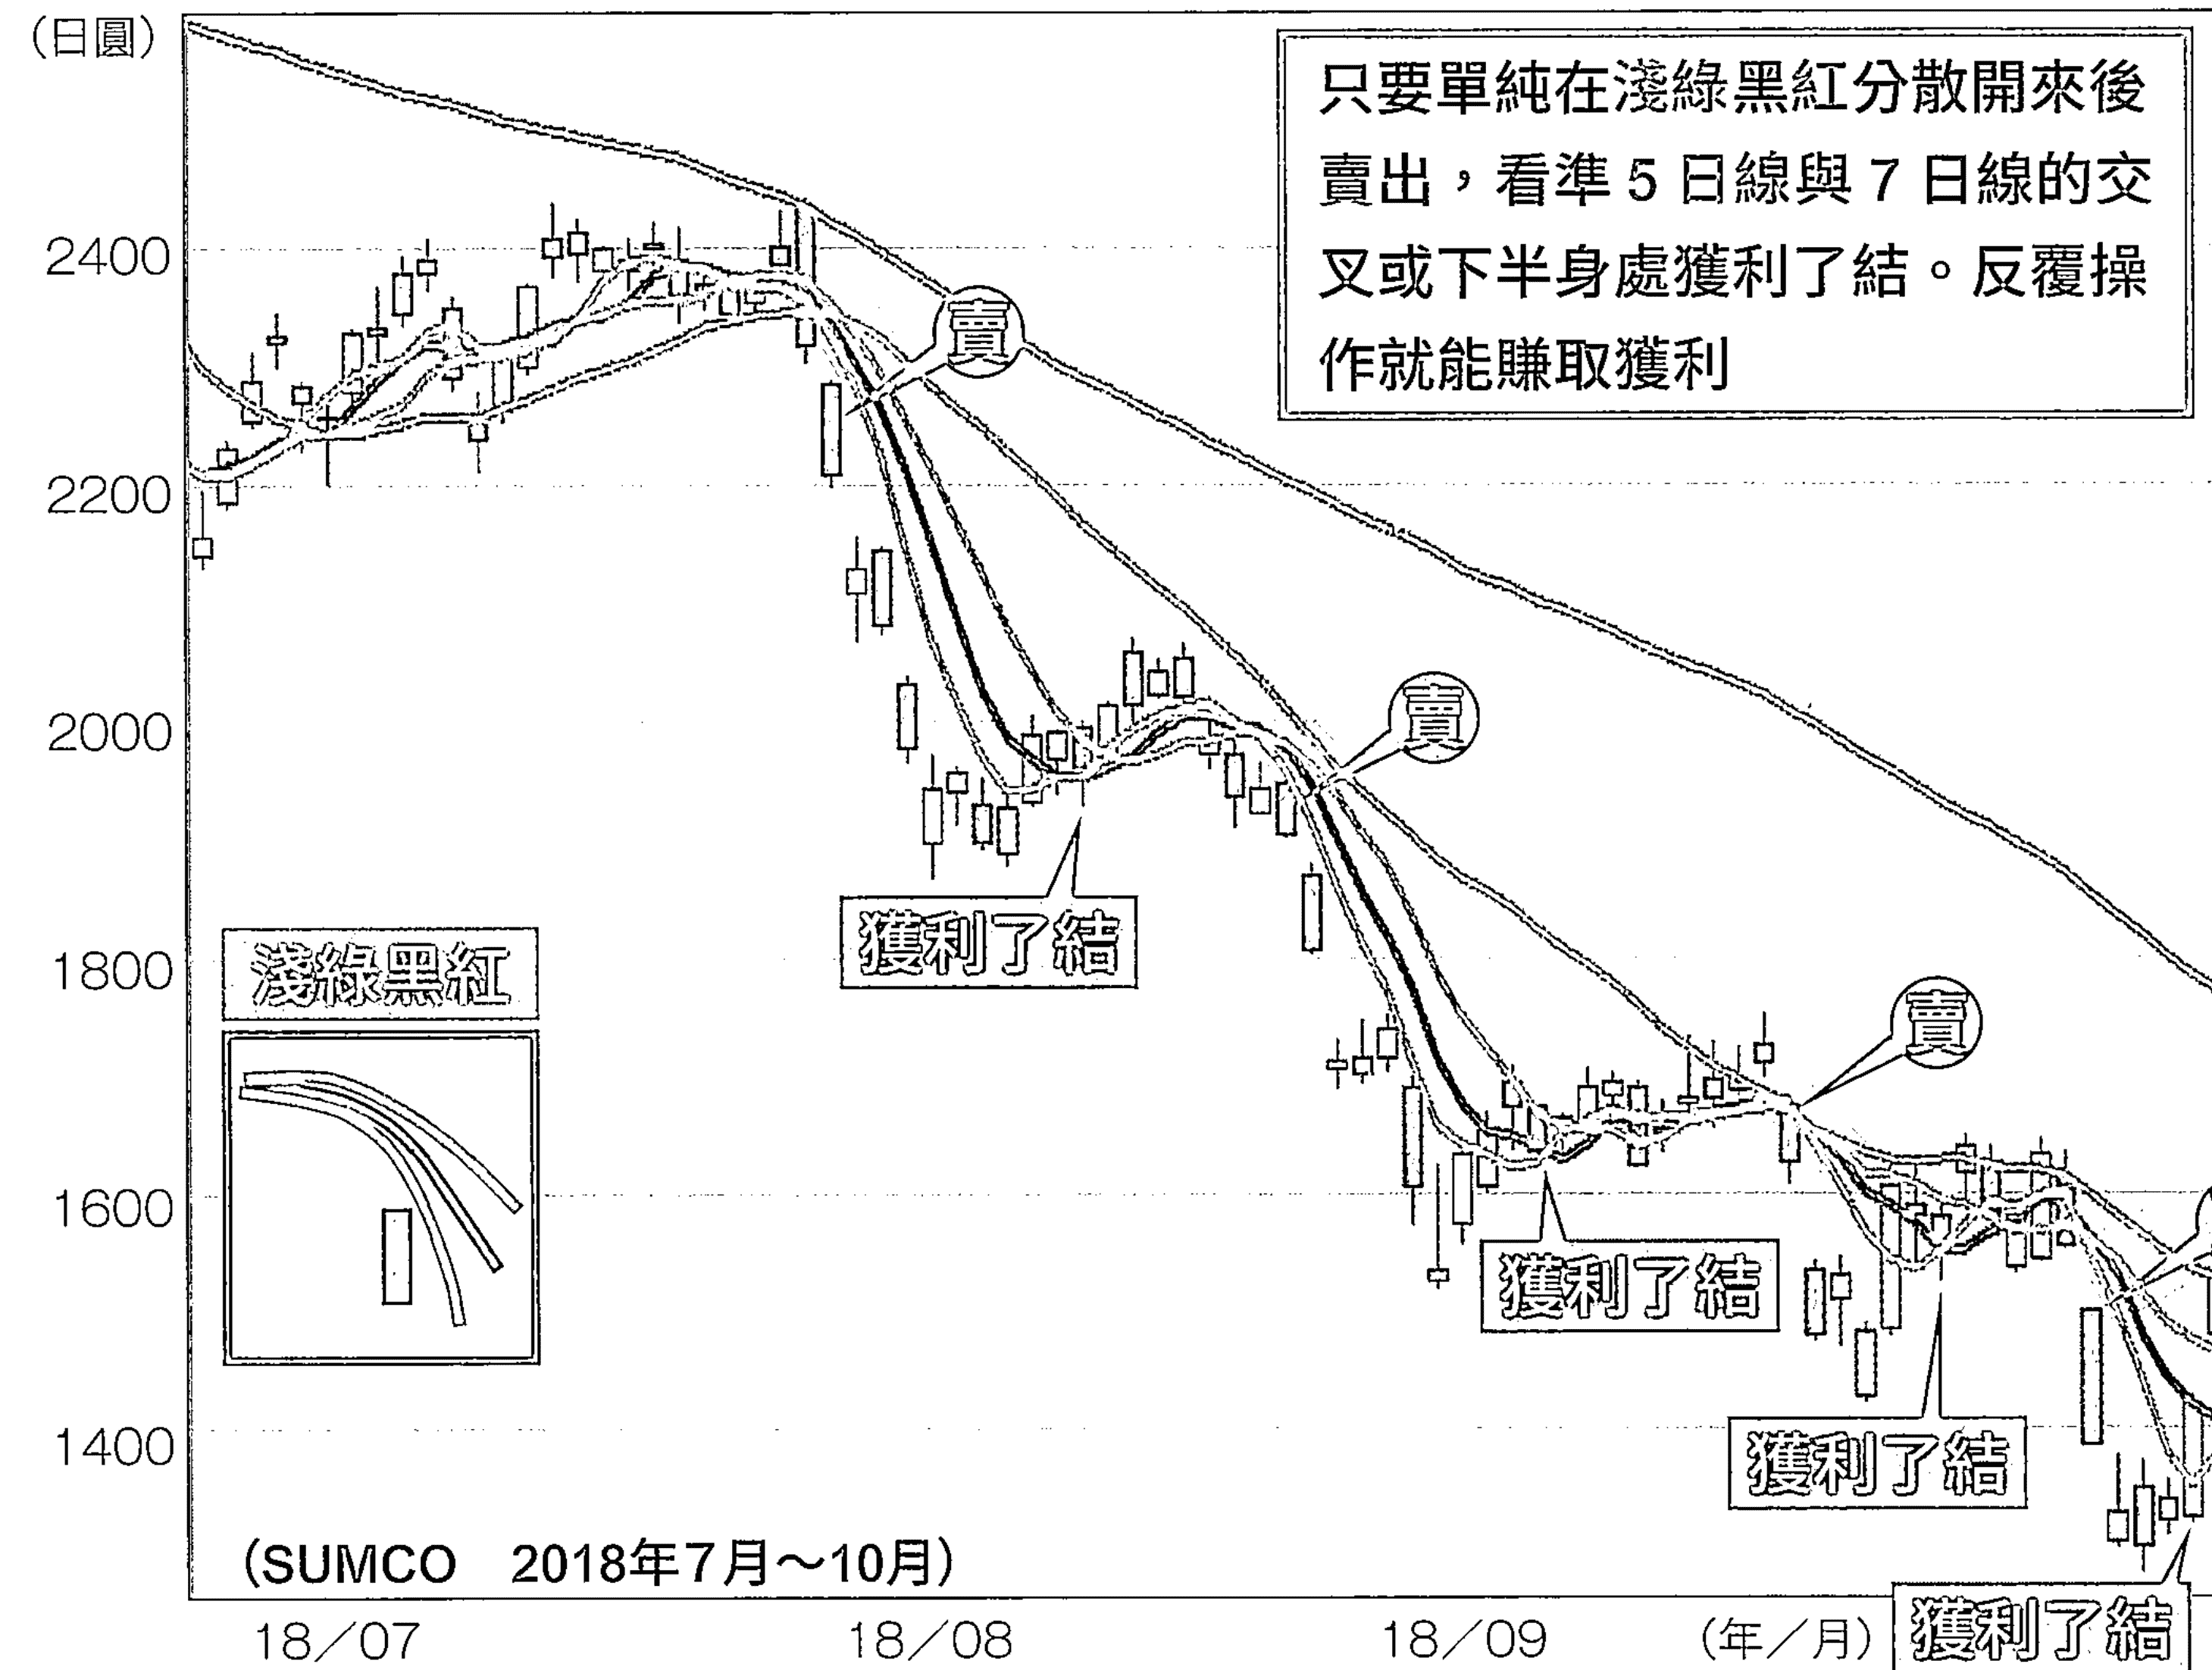 (日圓)
只要單純在淺綠黑紅分散開來後
賣出，看準 5 日線與 7 日線的交
叉或下半身處獲利了結。反覆操
作就能賺取獲利
2400
賣
2200
2000
賣
獲利了結
1800
淺綠黑紅
賣
1600
獲利了結
1400
獲利了結
(SUMCO　2018年7月～10月)
18／07
18／08
18／09
(年／月)
獲利了結